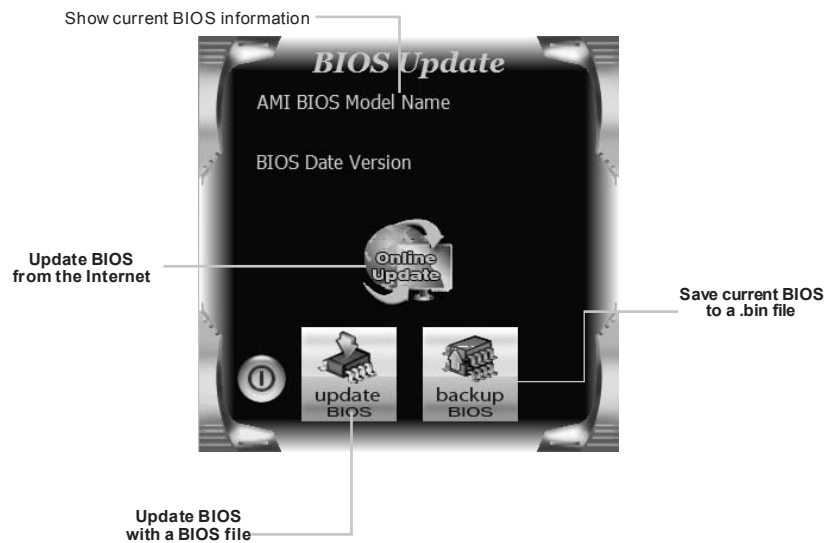 Show current BIOS information
BIOS Update
AMI BIOS Model Name
BIOS Date Version
Online
Update
Update BIOS
from the Internet
Save current BIOS
to a .bin file
update
BIOS
backup
BIOS
Update BIOS
with a BIOS file